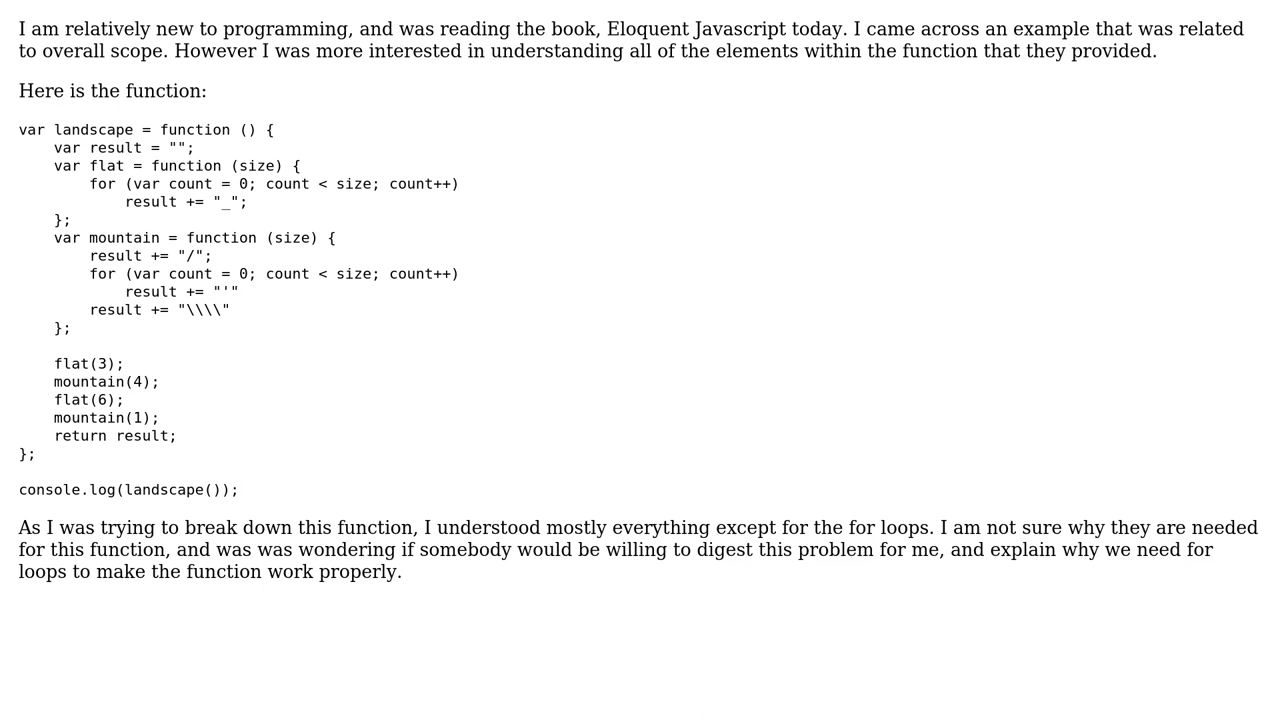 I am relatively new to programming, and was reading the book, Eloquent Javascript today. I came across an example that was related
to overall scope. However I was more interested in understanding all of the elements within the function that they provided.
Here is the function:
var landscape = function () {
    var result = "";
    var flat = function (size) {
        for (var count = 0; count < size; count++)
            result += "_";
    };
    var mountain = function (size) {
        result += "/";
        for (var count = 0; count < size; count++)
            result += "'"
        result += "\\\\"
    };

    flat(3);
    mountain(4);
    flat(6);
    mountain(1);
    return result;
};

console.log(landscape());
As I was trying to break down this function, I understood mostly everything except for the for loops. I am not sure why they are needed
for this function, and was was wondering if somebody would be willing to digest this problem for me, and explain why we need for
loops to make the function work properly.